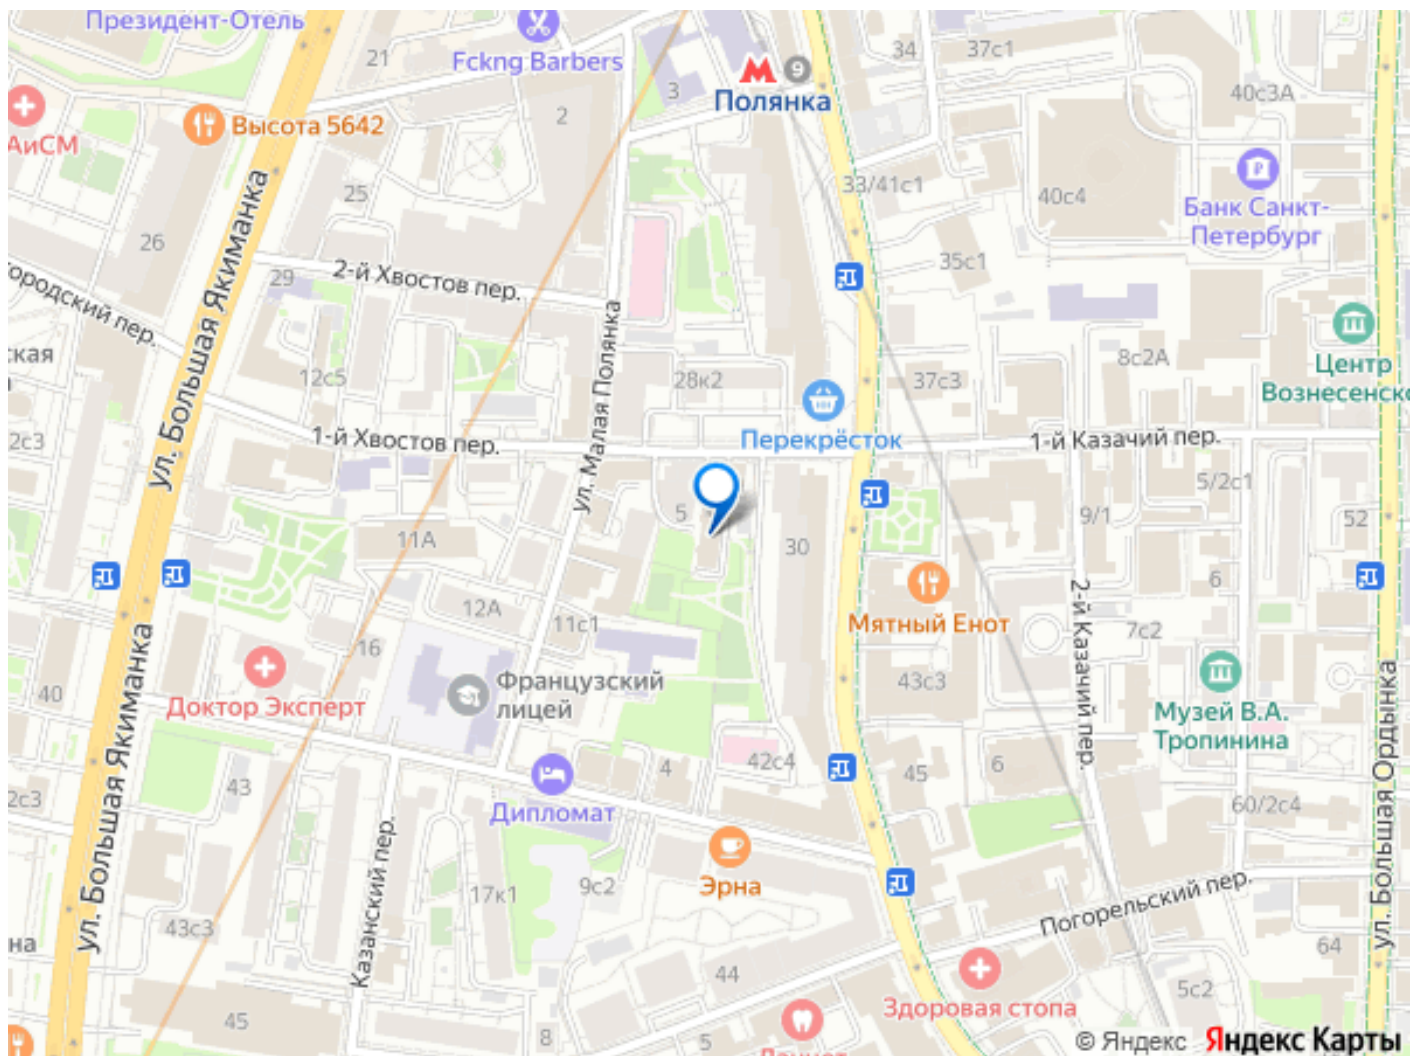 Президент-Отель
21
Fckng Barbers
34
37с1
3
9
Полянка
40с3А
АиСМ
Высота 5642
2
25
33/41с1
40с4
Банк Санкт-
Петербург
26
ул. Большая Якиманка
2-й Хвостов пер.
29
35с1
городский пер.
ская
12с5
ул. Малая Полянка
28к2
37с3
8с2А
Центр
Вознесенско
2с3
1-й Хвостов пер.
Перекрёсток
1-й Казачий пер.
5/2с1
5
9/1
52
11А
30
6
12А
11с1
Мятный Енот
2-й Казачий пер.
7с2
16
40
Доктор Эксперт
Французский
лицей
43с3
Музей В.А.
Тропинина
ул. Большая Якиманка
43
4
42с4
45
6
2с3
Дипломат
60/2с4
ул. Большая Ордынка
Казанский пер.
17к1
9с2
Эрна
Погорельский пер.
43с3
на
44
64
Здоровая стопа
5с2
45
8
5
© Яндекс Яндекс Карты